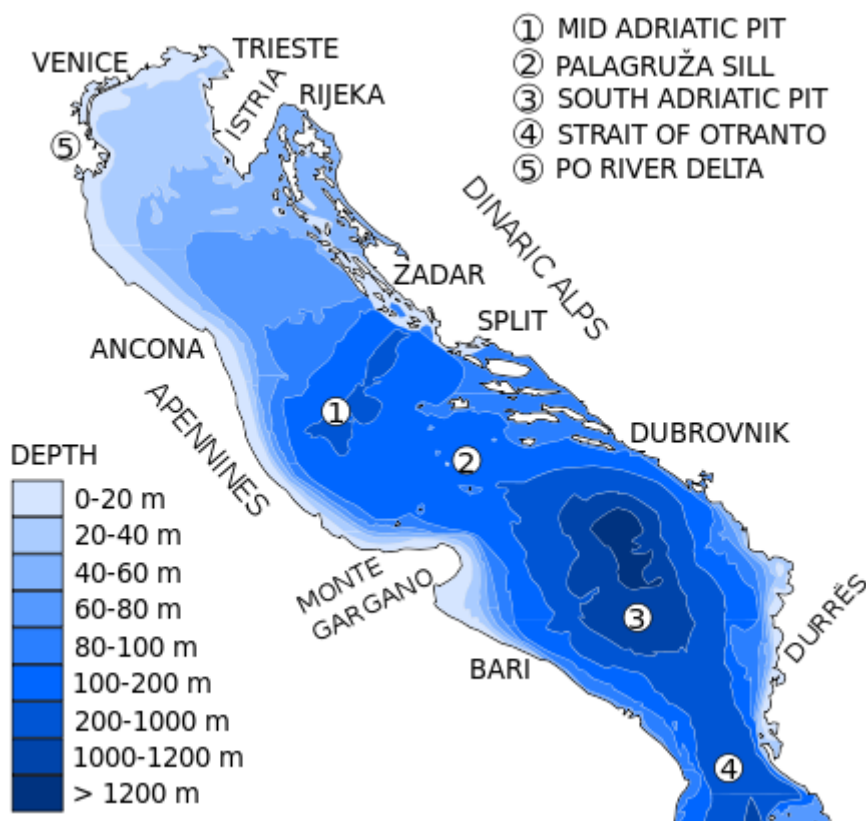 ① MID ADRIATIC PIT
② PALAGRUŽA SILL
③ SOUTH ADRIATIC PIT
④ STRAIT OF OTRANTO
⑤ PO RIVER DELTA
VENICE
TRIESTE
ISTRIA
RIJEKA
⑤
DINARIC ALPS
ZADAR
SPLIT
ANCONA
APENNINES
①
②
DUBROVNIK
MONTE
GARGANO
③
BARI
DURRËS
④
DEPTH
0-20 m
20-40 m
40-60 m
60-80 m
80-100 m
100-200 m
200-1000 m
1000-1200 m
> 1200 m